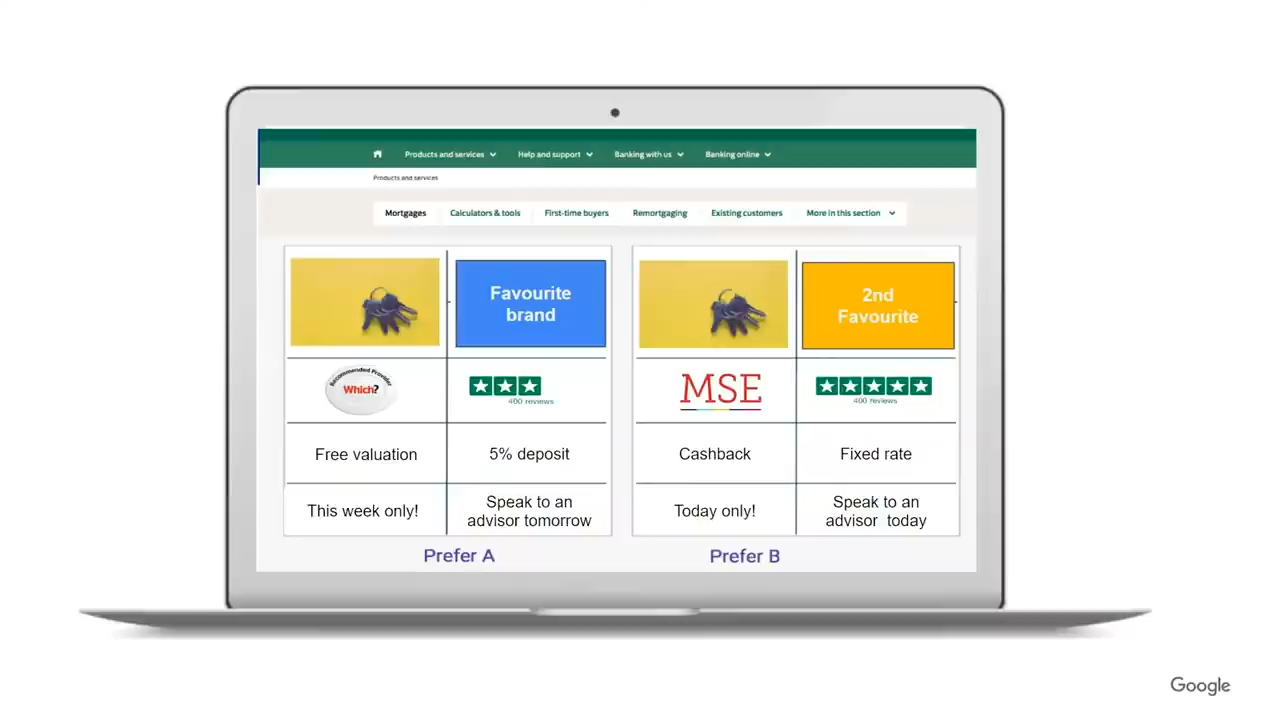 Products and services
Help and support
Banking with us
Banking online
Products and services
Mortgages
Calculators & tools
First-time buyers
Remortgaging
Existing customers
More in this section
Favourite
brand
Recommended Provider
Which?
400 reviews
Free valuation
5% deposit
This week only!
Speak to an
advisor tomorrow
Prefer A
2nd
Favourite
MSE
400 reviews
Cashback
Fixed rate
Today only!
Speak to an
advisor today
Prefer B
Google